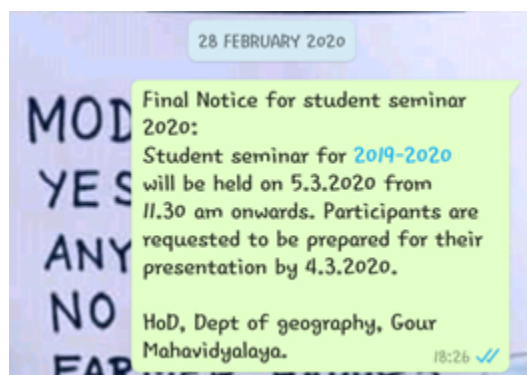 28 FEBRUARY 2020
Final Notice for student seminar
2020:
Student seminar for 2019-2020
will be held on 5.3.2020 from
11.30 am onwards. Participants are
requested to be prepared for their
presentation by 4.3.2020.
HoD, Dept of geography, Gour
Mahavidyalaya.
18:26
MOD
YES
ANY
NO